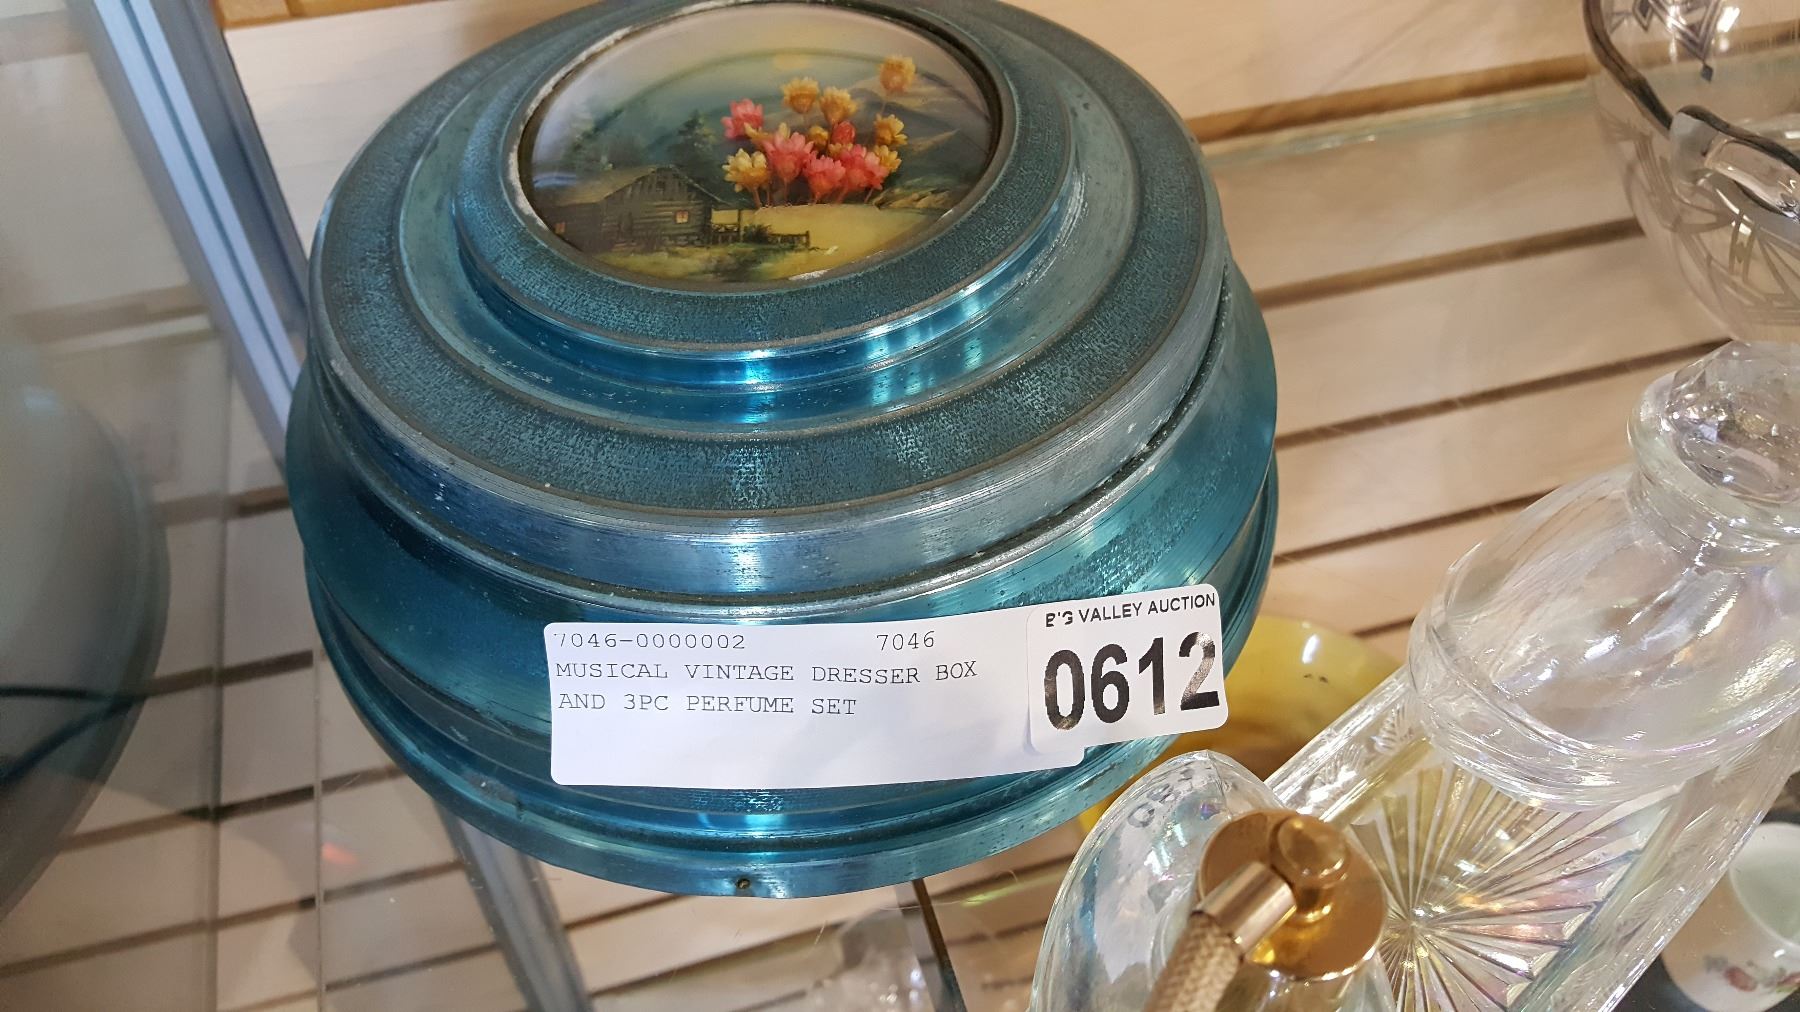 7046-0000002 7046
MUSICAL VINTAGE DRESSER BOX
AND 3PC PERFUME SET
B'G VALLEY AUCTION
0612